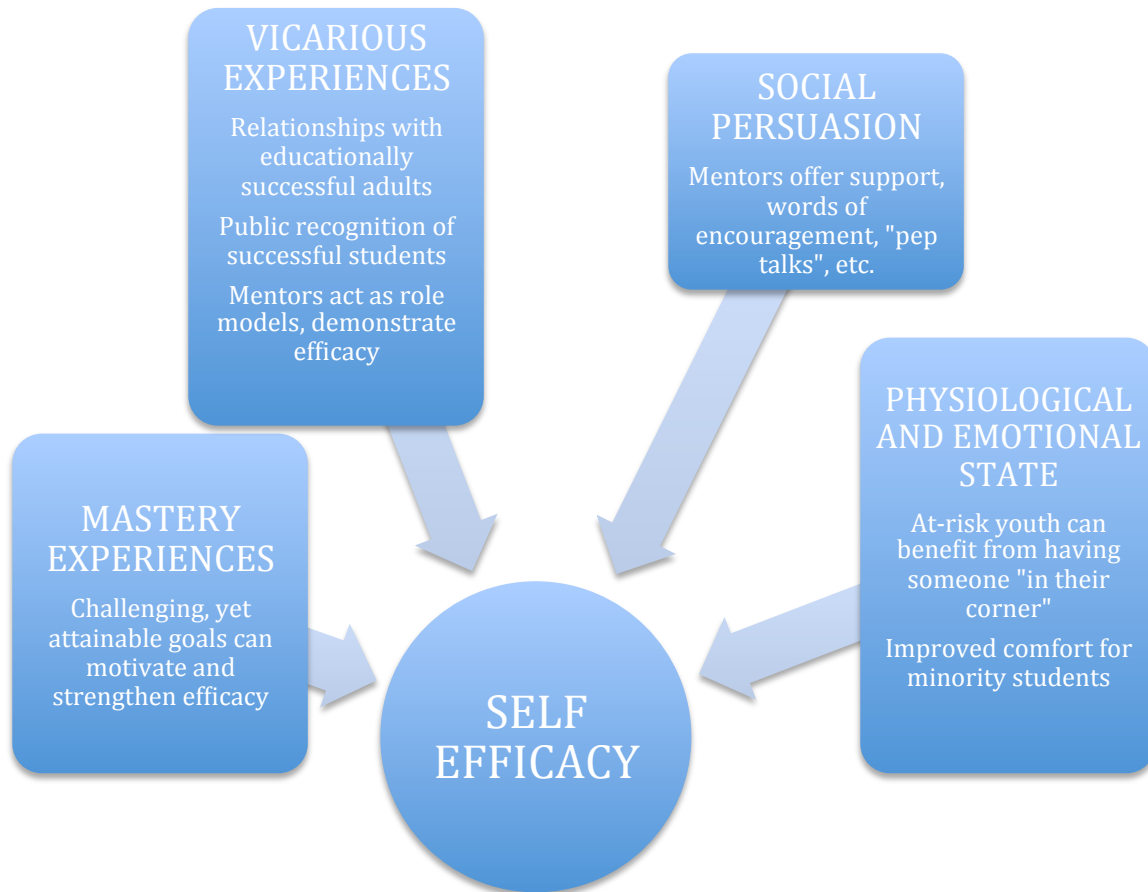 VICARIOUS
EXPERIENCES
Relationships with
educationally
successful adults
Public recognition of
successful students
Mentors act as role
models, demonstrate
efficacy
SOCIAL
PERSUASION
Mentors offer support,
words of
encouragement, "pep
talks", etc.
MASTERY
EXPERIENCES
Challenging, yet
attainable goals can
motivate and
strengthen efficacy
PHYSIOLOGICAL
AND EMOTIONAL
STATE
At-risk youth can
benefit from having
someone "in their
corner"
Improved comfort for
minority students
SELF
EFFICACY